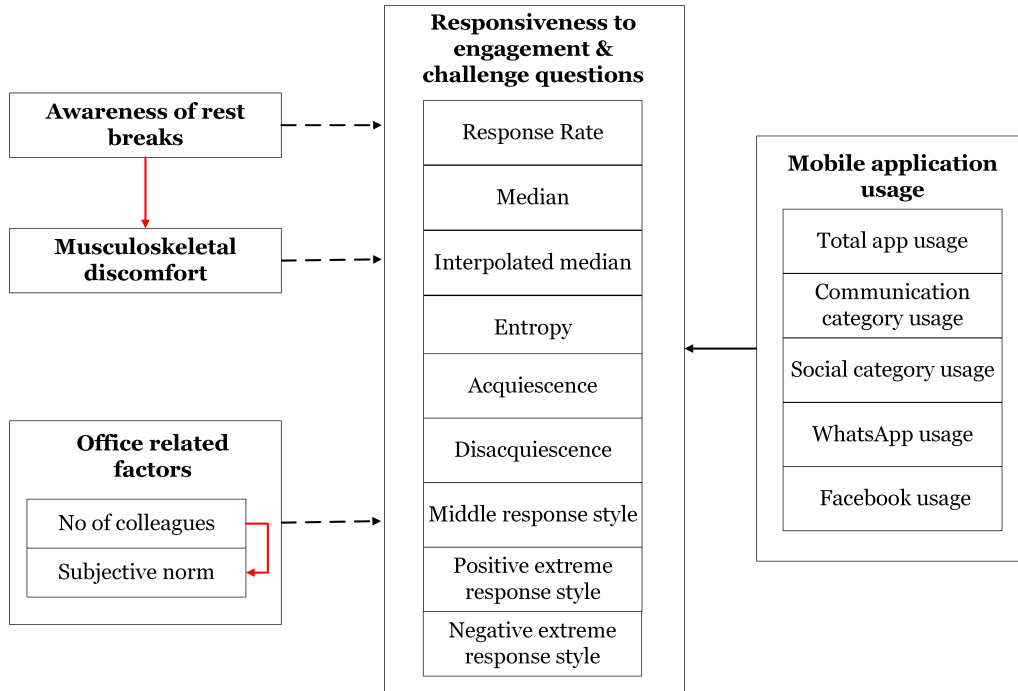 Awareness of rest
breaks
Musculoskeletal
discomfort
Office related
factors
No of colleagues
Subjective norm
Responsiveness to
engagement &
challenge questions
Response Rate
Median
Interpolated median
Entropy
Acquiescence
Disacquiescence
Middle response style
Positive extreme
response style
Negative extreme
response style
Mobile application
usage
Total app usage
Communication
category usage
Social category usage
WhatsApp usage
Facebook usage